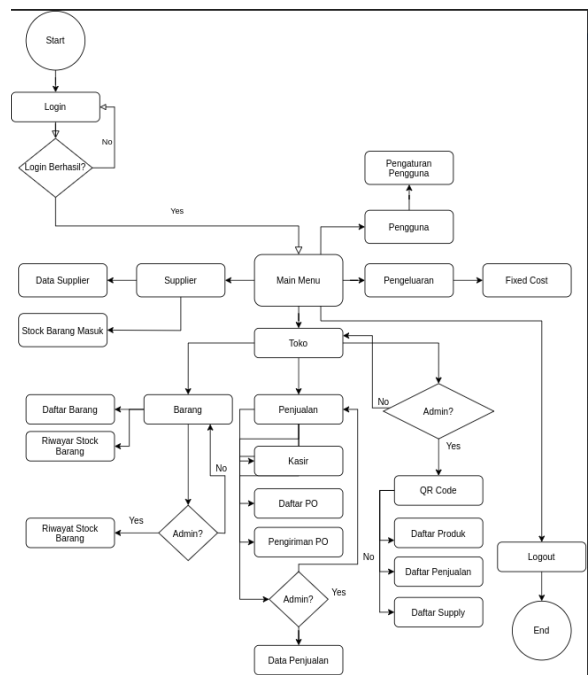 Start
Login
No
Login Berhasil?
Yes
Pengaturan
Pengguna
Pengguna
Data Supplier
Supplier
Main Menu
Pengeluaran
Fixed Cost
Stock Barang Masuk
Toko
Daftar Barang
Barang
Penjualan
No
Admin?
Riwayar Stock
Barang
Kasir
No
Yes
QR Code
Daftar PO
Riwayat Stock
Barang
Yes
Admin?
Pengiriman PO
Daftar Produk
No
Logout
Daftar Penjualan
Admin?
Yes
Daftar Supply
End
Data Penjualan